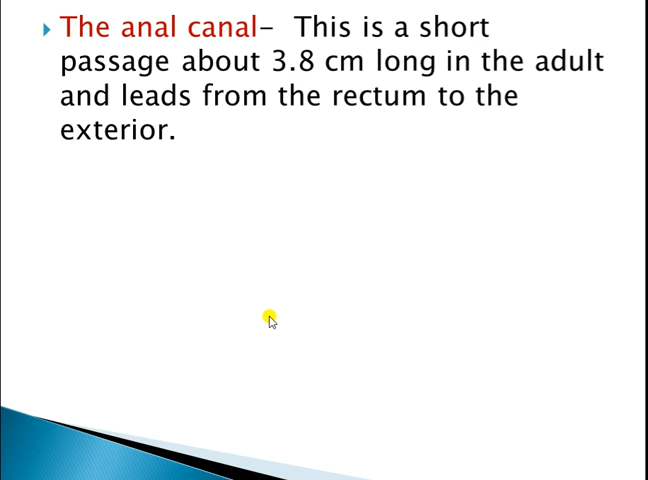 The anal canal– This is a short
passage about 3.8 cm long in the adult
and leads from the rectum to the
exterior.